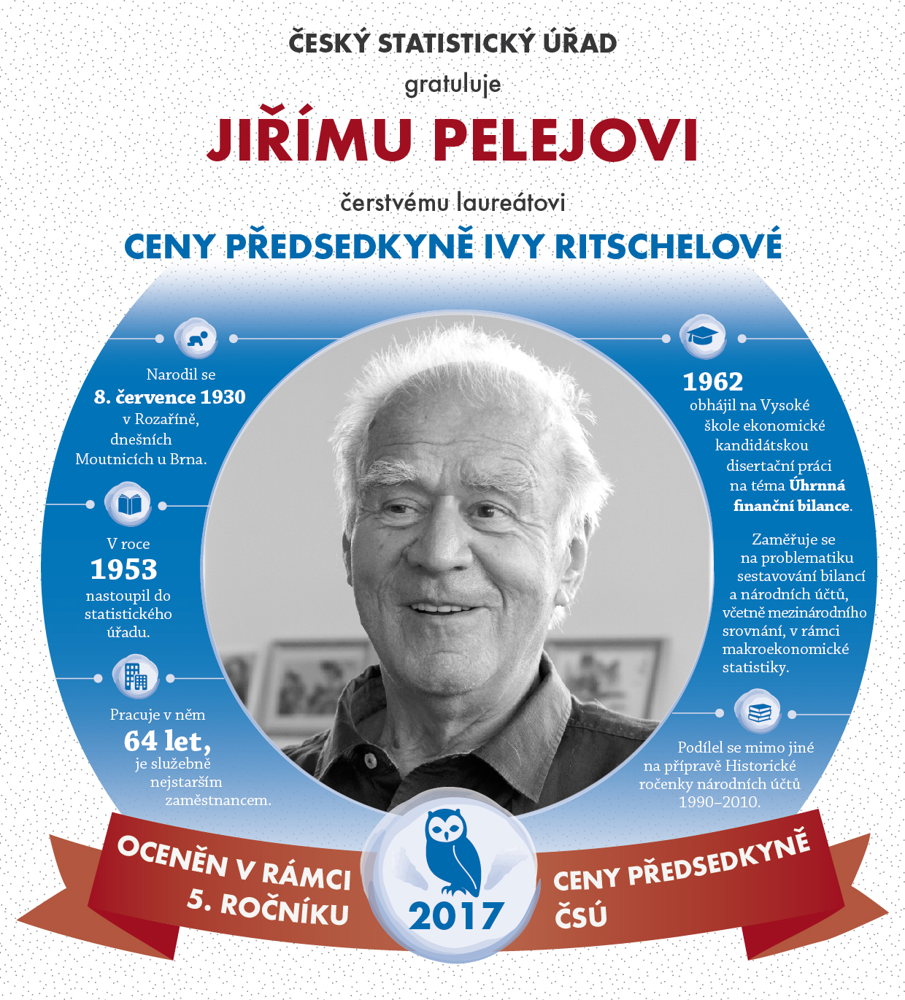 ČESKÝ STATISTICKÝ ÚŘAD
gratuluje
JIŘÍMU PELEJOVI
čerstvému laureátovi
CENY PŘEDSEDKYNĚ IVY RITSCHELOVÉ
Narodil se
8. července 1930
v Rozaříně,
dnešních
Moutnicích u Brna.
V roce
1953
nastoupil do
statistického
úřadu.
Pracuje v něm
64 let,
je služebně
nejstarším
zaměstnancem.
1962
obhájil na Vysoké
škole ekonomické
kandidátskou
disertační práci
na téma Úhrnná
finanční bilance.
Zaměřuje se
na problematiku
sestavování bilancí
a národních účtů,
včetně mezinárodního
srovnání, v rámci
makroekonomické
statistiky.
Podílel se mimo jiné
na přípravě Historické
ročenky národních účtů
1990–2010.
OCENĚN V RÁMCI
5. ROČNÍKU
2017
CENY PŘEDSEDKYNĚ
ČSÚ